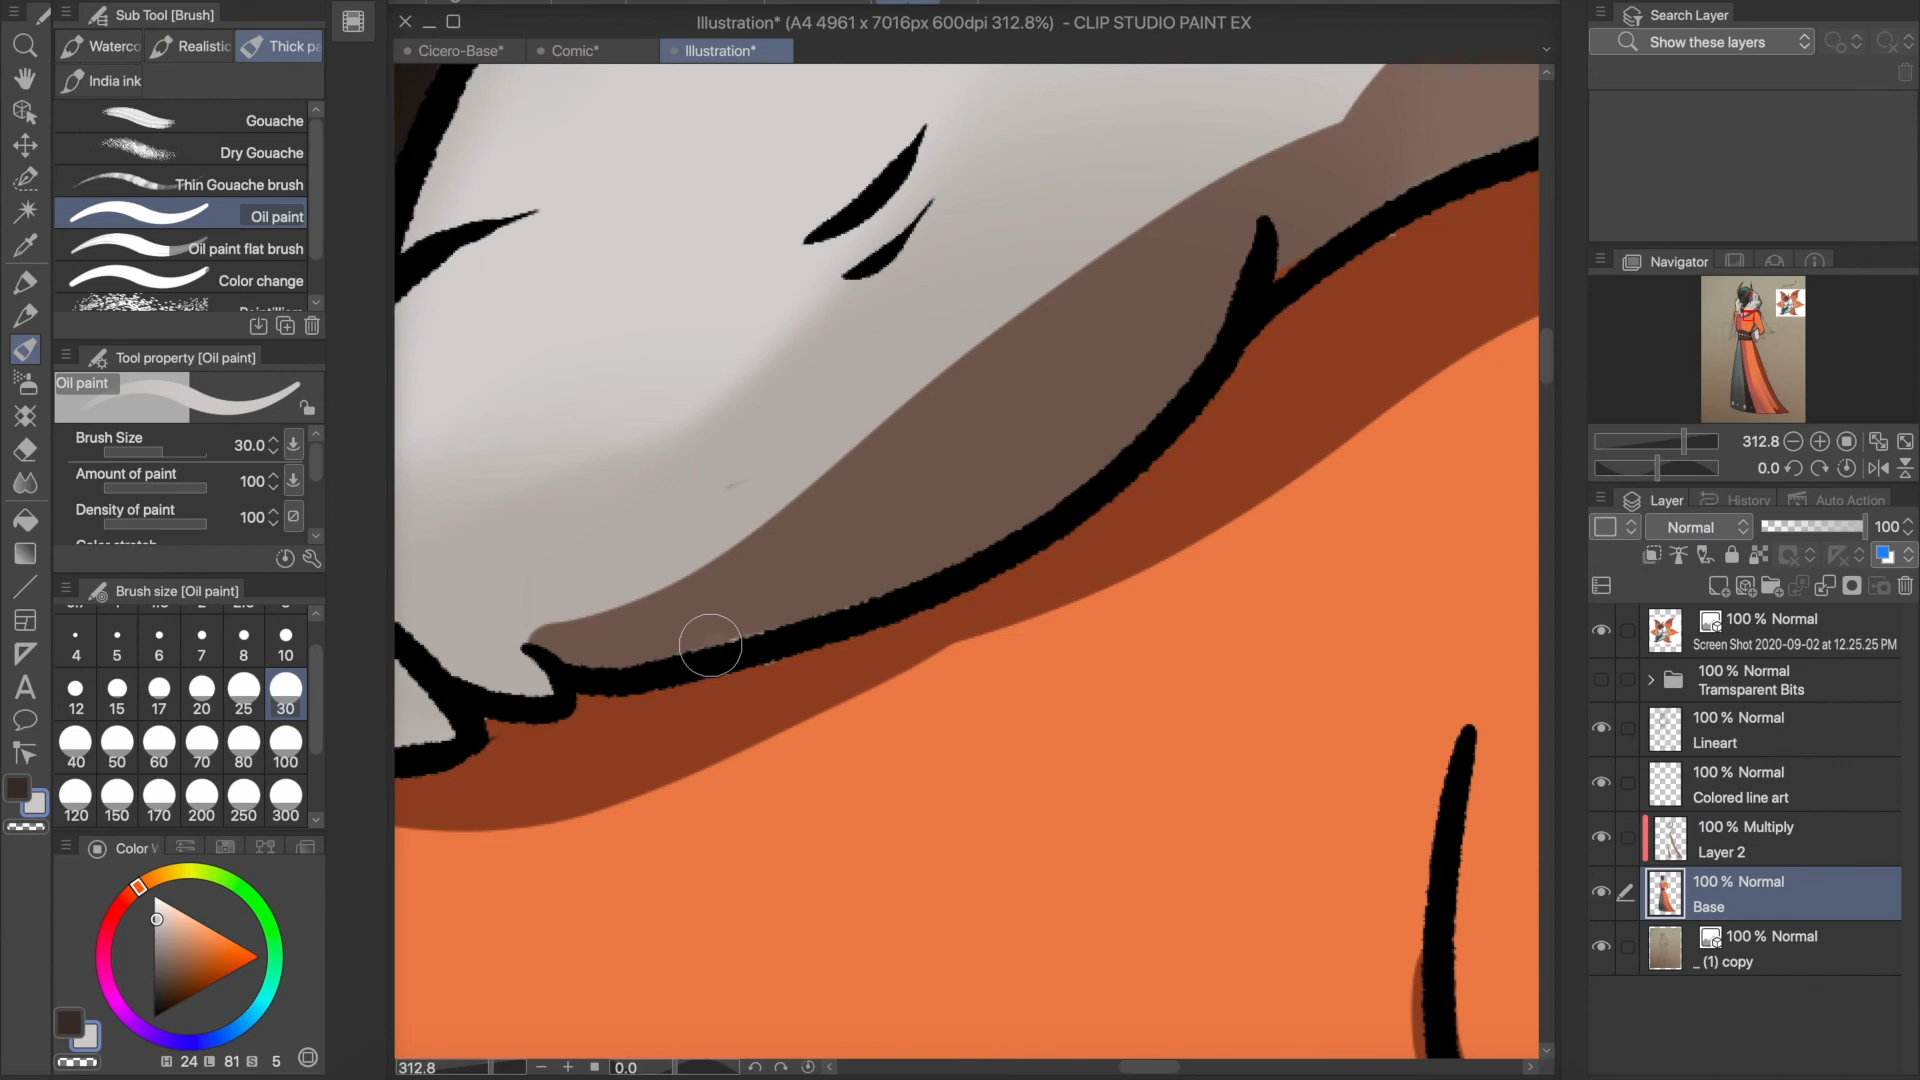 Sub Tool [Brush]
Waterco
Realistic
Thick pa
India ink
Gouache
Dry Gouache
Thin Gouache brush
Oil paint
Oil paint flat brush
Color change
Tool property [Oil paint]
Oil paint
Brush Size
30.0
Amount of paint
100
Density of paint
100
Brush size [Oil paint]
4 5 6 7 8 10
12 15 17 20 25 30
40 50 60 70 80 100
120 150 170 200 250 300
Color
H 24 L 81 S 5
Illustration* (A4 4961 x 7016px 600dpi 312.8%) - CLIP STUDIO PAINT EX
Cicero-Base*
Comic*
Illustration*
312.8
0.0
Search Layer
Show these layers
Navigator
312.8
0.0
Layer
History
Auto Action
Normal
100
100 % Normal
Screen Shot 2020-09-02 at 12.25.25 PM
100 % Normal
Transparent Bits
100 % Normal
Lineart
100 % Normal
Colored line art
100 % Multiply
Layer 2
100 % Normal
Base
100 % Normal
_ (1) copy